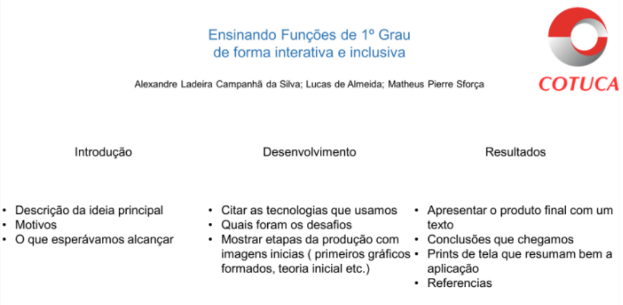 Ensinando Funções de 1º Grau
de forma interativa e inclusiva
Alexandre Ladeira Campanhã da Silva; Lucas de Almeida; Matheus Pierre Sforça
COTUCA
Introdução
• Descrição da ideia principal
• Motivos
• O que esperávamos alcançar
Desenvolvimento
• Citar as tecnologias que usamos
• Quais foram os desafios
• Mostrar etapas da produção com
imagens inicias ( primeiros gráficos
formados, teoria inicial etc.)
Resultados
• Apresentar o produto final com um
texto
• Conclusões que chegamos
• Prints de tela que resumam bem a
aplicação
• Referencias